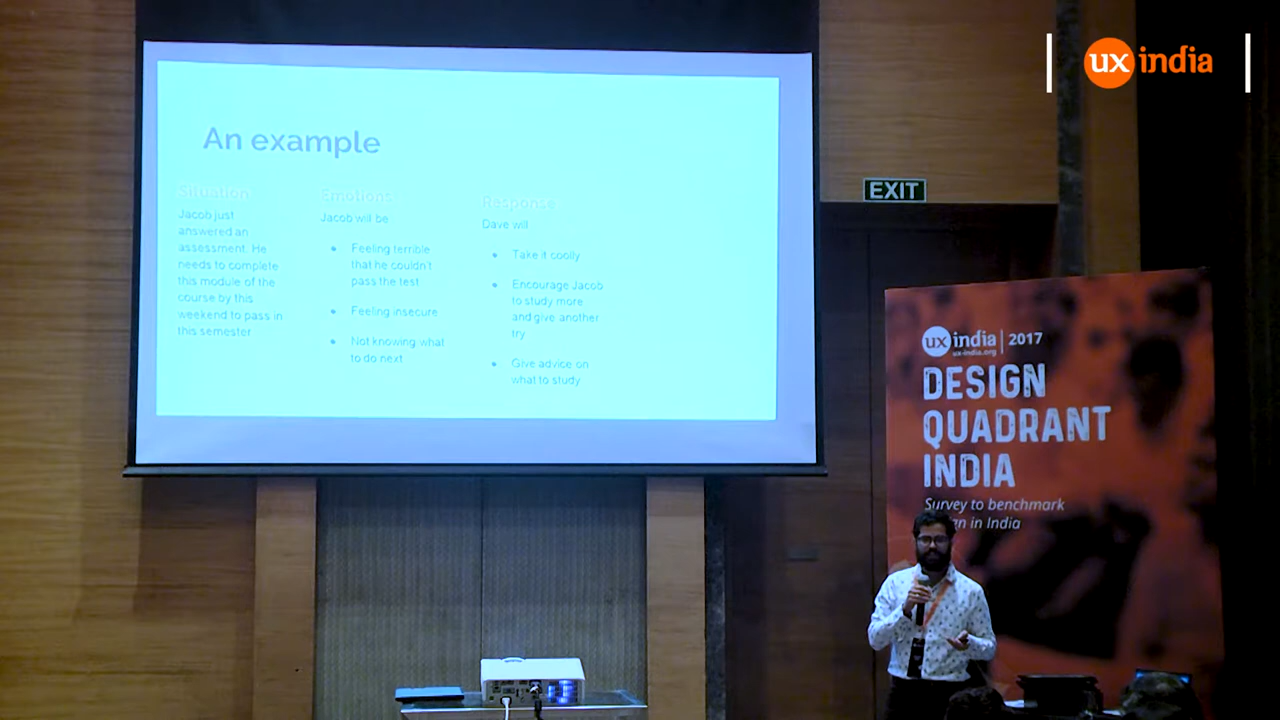 ux india
An example
Situation
Jacob just
answered an
assessment. He
needs to complete
this module of the
course by this
weekend to pass in
this semester
Emotions
Jacob will be
Feeling terrible
that he couldn't
pass the test
Feeling insecure
Not knowing what
to do next
Response
Dave will
Take it coolly
Encourage Jacob
to study more
and give another
try
Give advice on
what to study
EXIT
ux india | 2017
ux-india.org
DESIGN
QUADRANT
INDIA
Survey to benchmark
in India